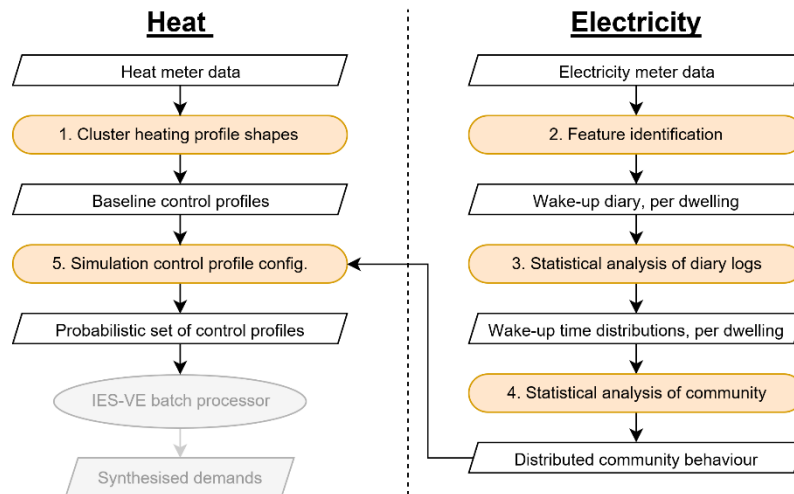 Heat
Heat meter data
1. Cluster heating profile shapes
Baseline control profiles
5. Simulation control profile config.
Probabilistic set of control profiles
IES-VE batch processor
Synthesised demands
Electricity
Electricity meter data
2. Feature identification
Wake-up diary, per dwelling
3. Statistical analysis of diary logs
Wake-up time distributions, per dwelling
4. Statistical analysis of community
Distributed community behaviour